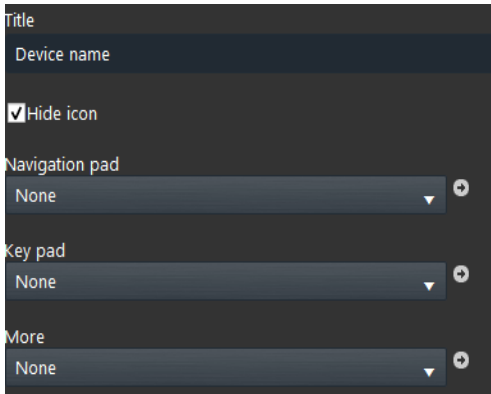 Title
Device name
Hide icon
Navigation pad
None
Key pad
None
More
None